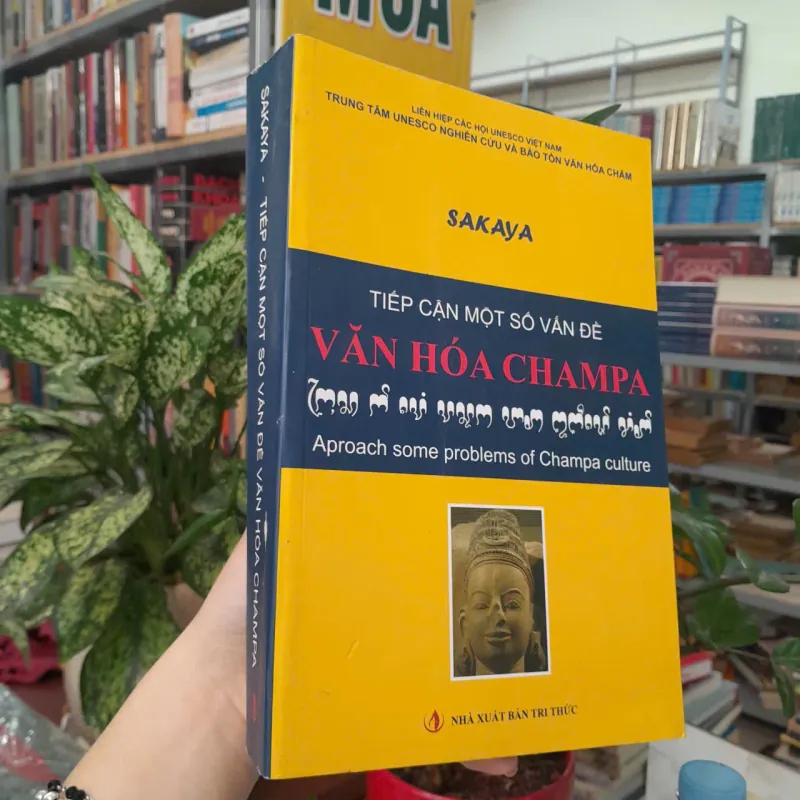 MUA
LIÊN HIỆP CÁC HỘI UNESCO VIỆT NAM
TRUNG TÂM UNESCO NGHIÊN CỨU VÀ BẢO TỒN VĂN HÓA CHĂM
SAKAYA
TIẾP CẬN MỘT SỐ VẤN ĐỀ
VĂN HÓA CHAMPA
Aproach some problems of Champa culture
NHÀ XUẤT BẢN TRI THỨC
SAKAYA - TIẾP CẬN MỘT SỐ VẤN ĐỀ VĂN HÓA CHAMPA